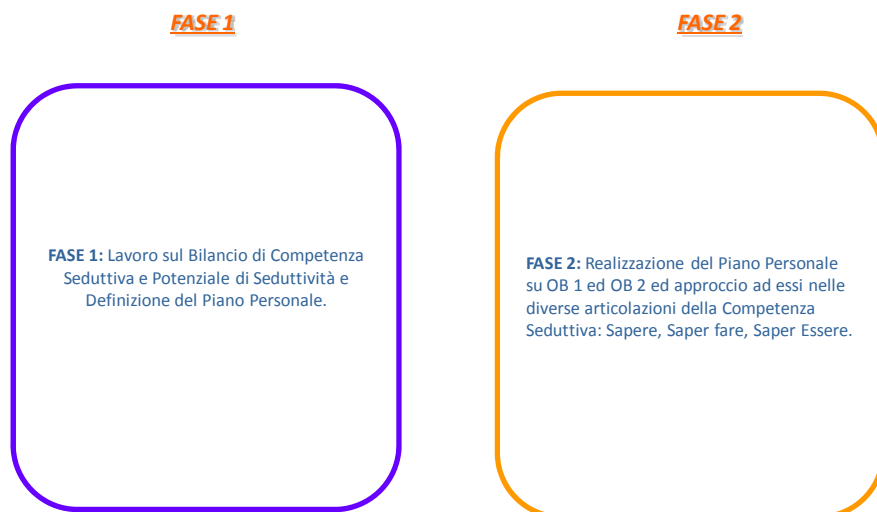 FASE 1
FASE 2
FASE 1: Lavoro sul Bilancio di Competenza
Seduttiva e Potenziale di Seduttività e
Definizione del Piano Personale.
FASE 2: Realizzazione del Piano Personale
su OB 1 ed OB 2 ed approccio ad essi nelle
diverse articolazioni della Competenza
Seduttiva: Sapere, Saper fare, Saper Essere.